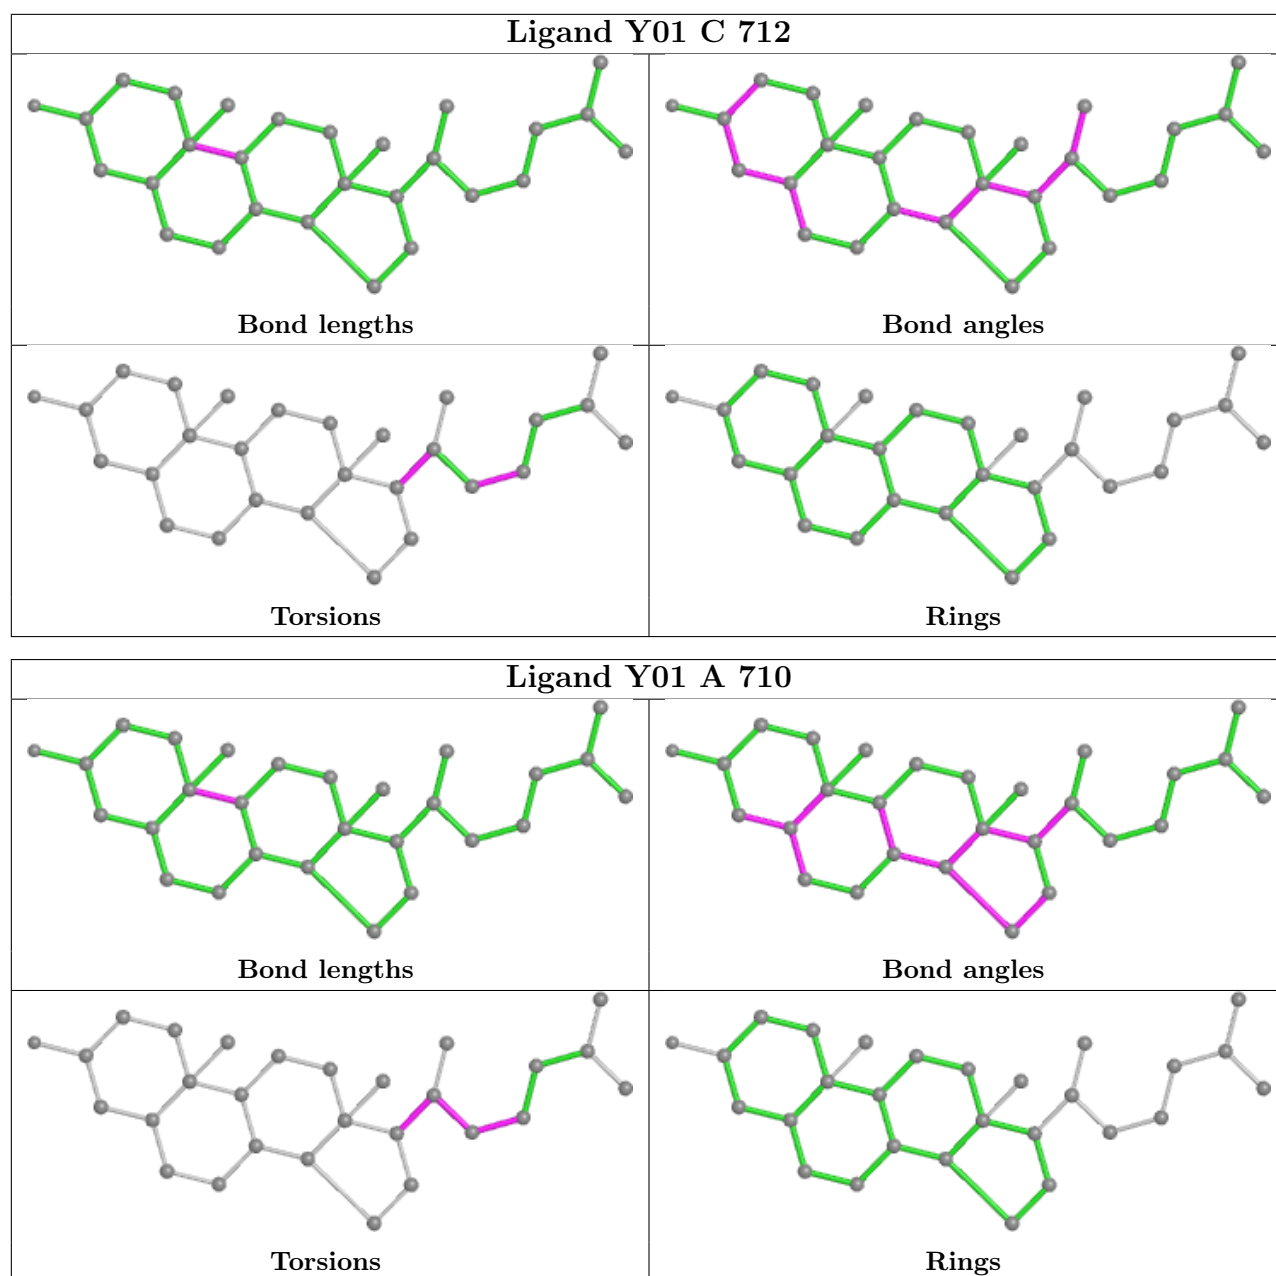 Ligand Y01 C 712
Bond lengths
Bond angles
Torsions
Rings
Ligand Y01 A 710
Bond lengths
Bond angles
Torsions
Rings